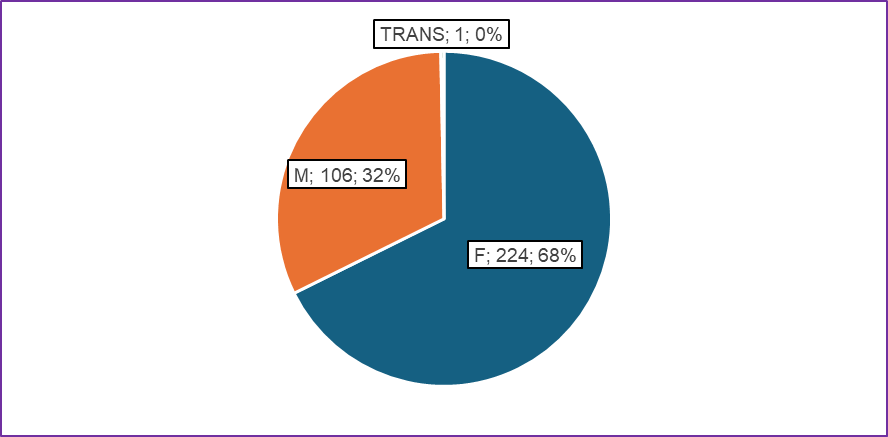 TRANS; 1; 0%
M; 106; 32%
F; 224; 68%